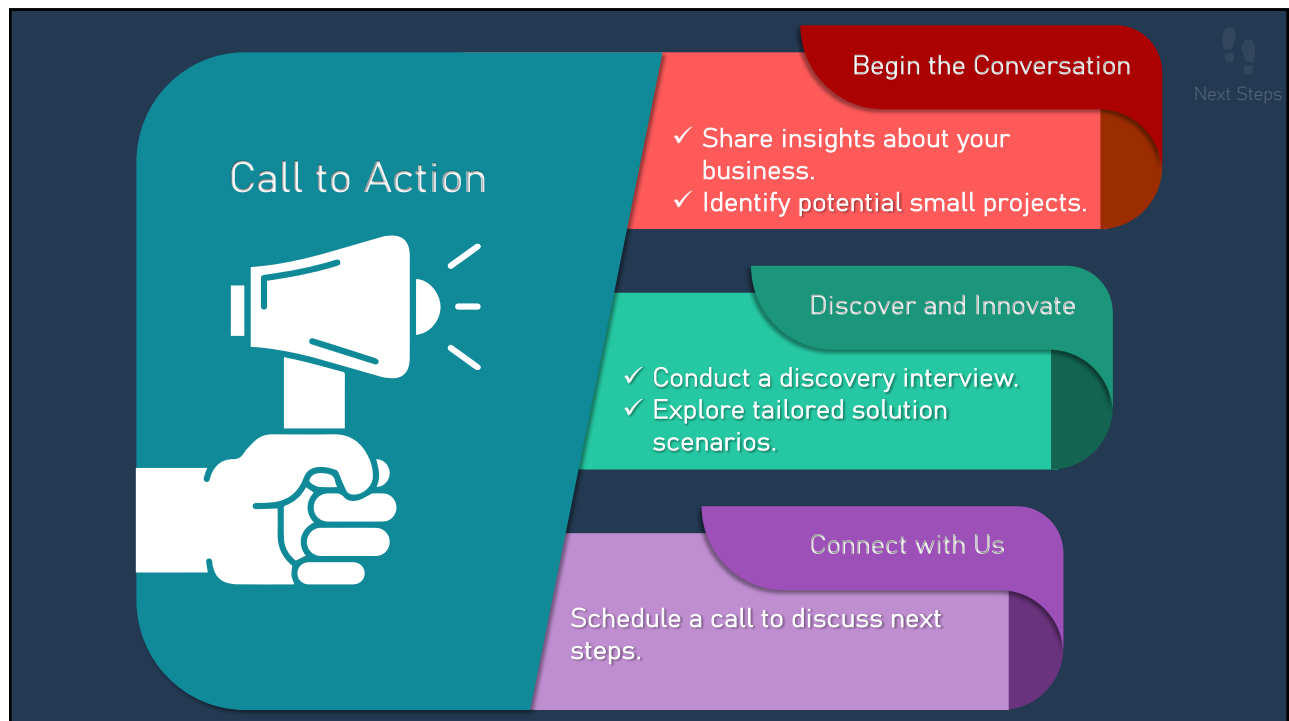 Call to Action
Begin the Conversation
✓ Share insights about your
business.
✓ Identify potential small projects.
Discover and Innovate
✓ Conduct a discovery interview.
✓ Explore tailored solution
scenarios.
Connect with Us
Schedule a call to discuss next
steps.
Next Steps